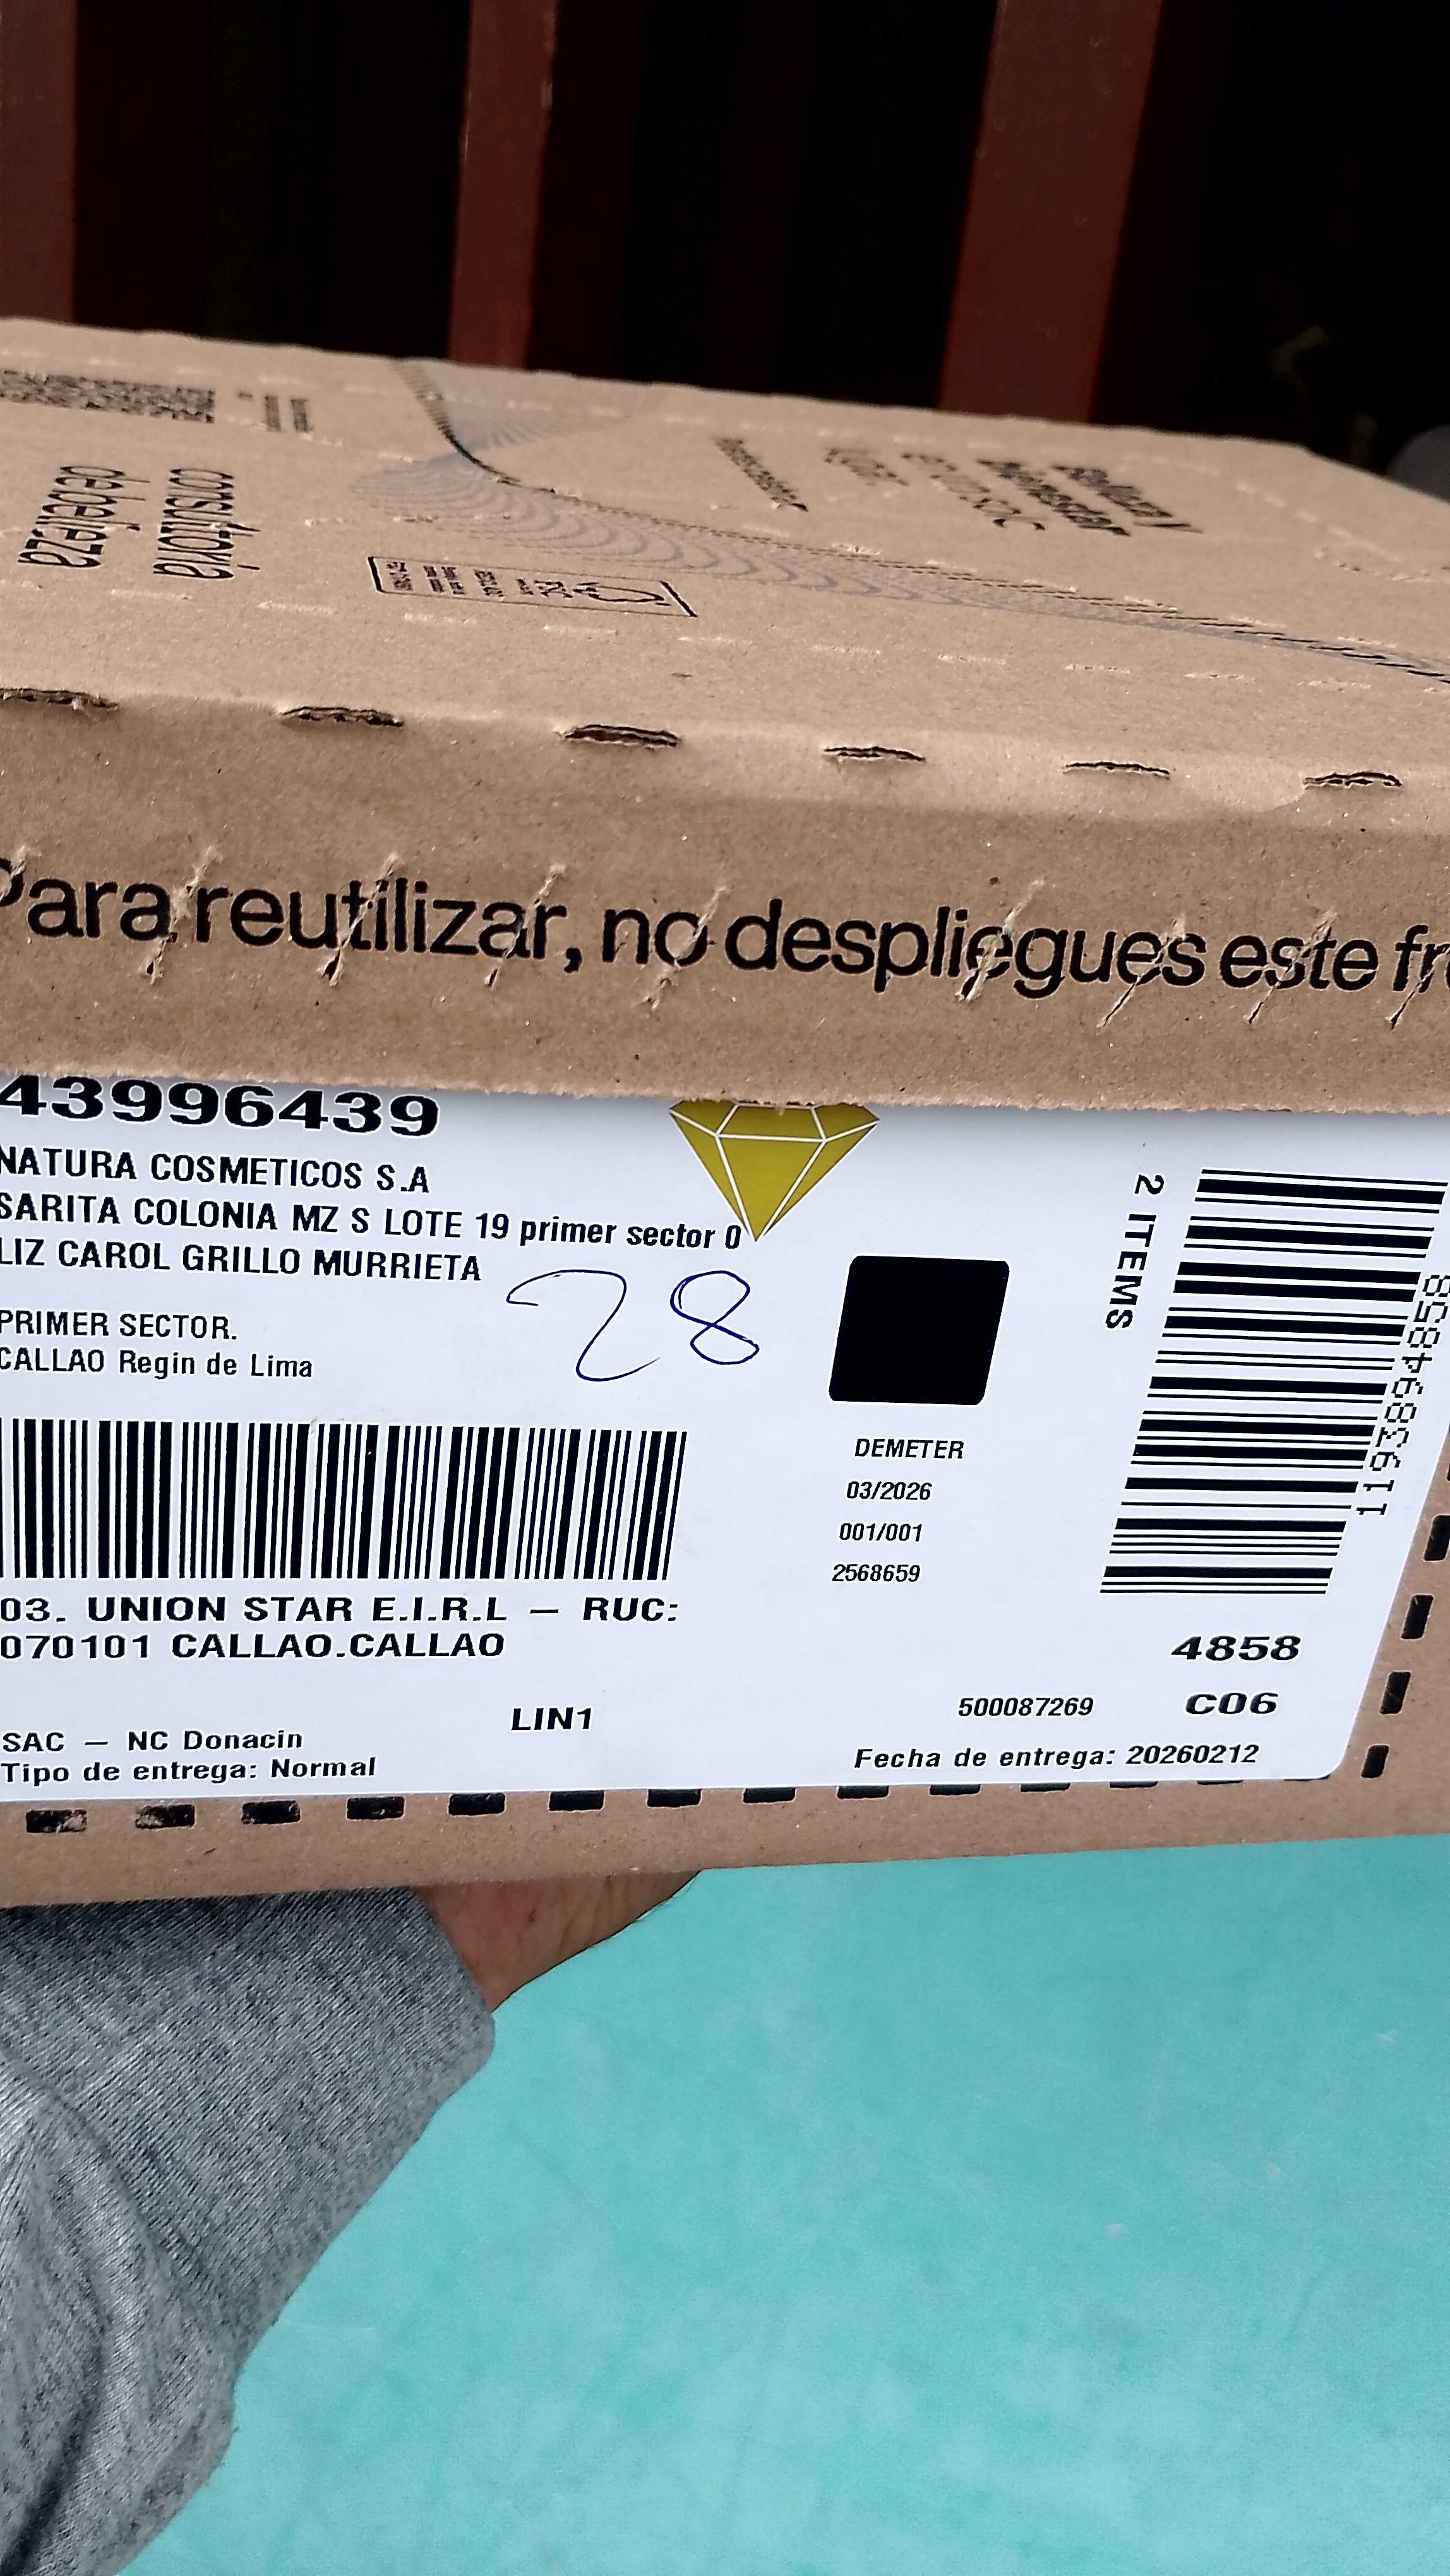 consultoría
de belleza
Belleza y
bienestar
Para reutilizar, no despliegues este fr
43996439
NATURA COSMETICOS S.A
SARITA COLONIA MZ S LOTE 19 primer sector 0
LIZ CAROL GRILLO MURRIETA
28
PRIMER SECTOR.
CALLAO Regin de Lima
2 ITEMS
DEMETER
03/2026
001/001
2568659
03. UNION STAR E.I.R.L – RUC:
070101 CALLAO.CALLAO
4858
LIN1
500087269
C06
SAC – NC Donacin
Tipo de entrega: Normal
Fecha de entrega: 20260212